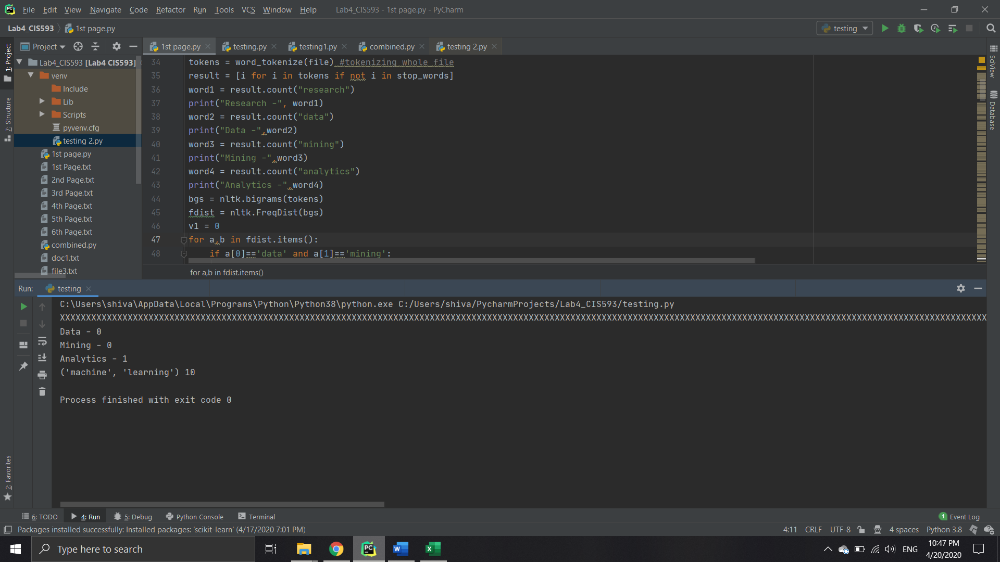 File Edit View Navigate Code Refactor Run Tools VCS Window Help Lab4_CIS593 - 1st page.py - PyCharm
Lab4_CIS593 1st page.py testing
Project 1st page.py testing.py testing1.py combined.py testing 2.py
1: Project
7: Structure
2: Favorites
SciView
Database
Lab4_CIS593 [Lab4 CIS593]
venv
Include
Lib
Scripts
pyvenv.cfg
testing 2.py
1st page.py
1st Page.txt
2nd Page.txt
3rd Page.txt
4th Page.txt
5th Page.txt
6th Page.txt
combined.py
doc1.txt
file3.txt
34 tokens = word_tokenize(file) #tokenizing whole file
35 result = [i for i in tokens if not i in stop_words]
36 word1 = result.count("research")
37 print("Research -", word1)
38 word2 = result.count("data")
39 print("Data -",word2)
40 word3 = result.count("mining")
41 print("Mining -",word3)
42 word4 = result.count("analytics")
43 print("Analytics -",word4)
44 bgs = nltk.bigrams(tokens)
45 fdist = nltk.FreqDist(bgs)
46 v1 = 0
47 for a,b in fdist.items():
48 if a[0]=='data' and a[1]=='mining':
for a,b in fdist.items()
Run: testing
C:\Users\shiva\AppData\Local\Programs\Python\Python38\python.exe C:/Users/shiva/PycharmProjects/Lab4_CIS593/testing.py
Data - 0
Mining - 0
Analytics - 1
('machine', 'learning') 10
Process finished with exit code 0
6: TODO 4: Run 5: Debug Python Console Terminal 1 Event Log
Packages installed successfully: Installed packages: 'scikit-learn' (4/17/2020 7:01 PM) 4:11 CRLF UTF-8 4 spaces Python 3.8
Type here to search ENG 10:47 PM
4/20/2020